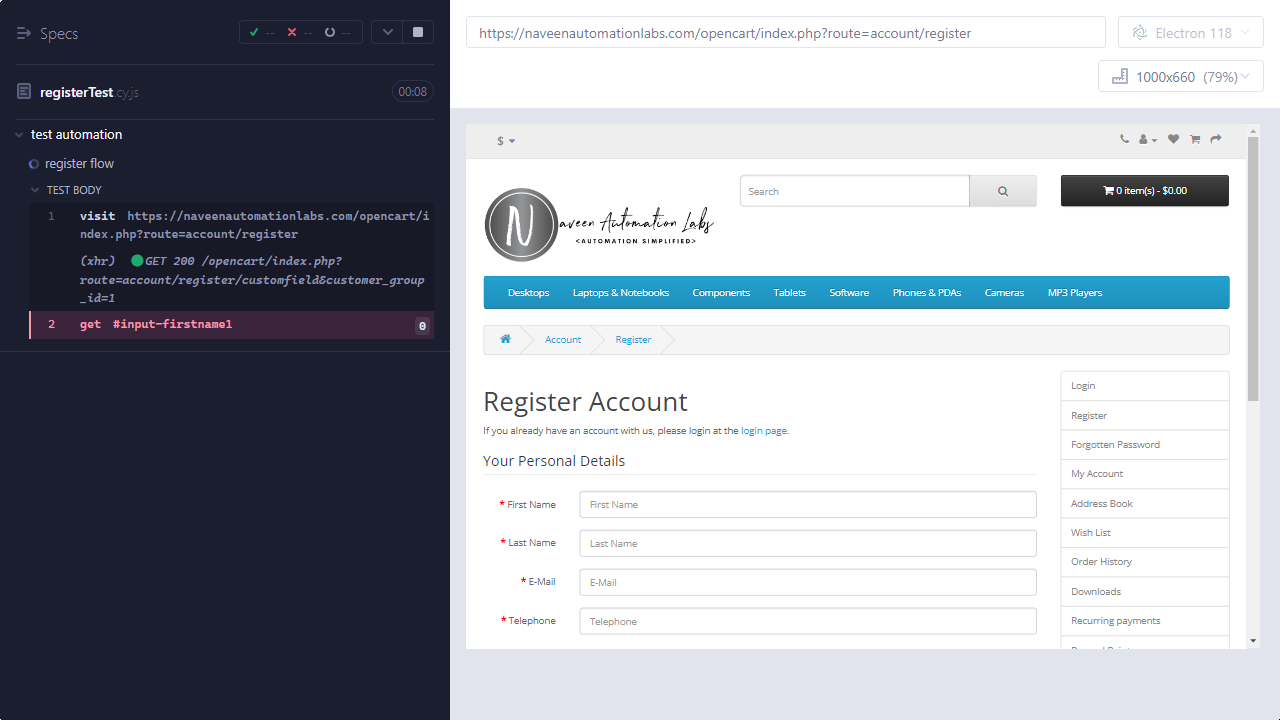 Specs
-- -- --
registerTest.cy.js
00:08
test automation
register flow
TEST BODY
1 visit https://naveenautomationlabs.com/opencart/i
ndex.php?route=account/register
(xhr) GET 200 /opencart/index.php?
route=account/register/customfield&customer_group
_id=1
2 get #input-firstname1 0
https://naveenautomationlabs.com/opencart/index.php?route=account/register
Electron 118
1000x660 (79%)
$
N
aveen Automation Labs
<AUTOMATION SIMPLIFIED>
Search
0 item(s) - $0.00
Desktops Laptops & Notebooks Components Tablets Software Phones & PDAs Cameras MP3 Players
Account Register
Register Account
If you already have an account with us, please login at the login page.
Your Personal Details
* First Name First Name
* Last Name Last Name
* E-Mail E-Mail
* Telephone Telephone
Login
Register
Forgotten Password
My Account
Address Book
Wish List
Order History
Downloads
Recurring payments